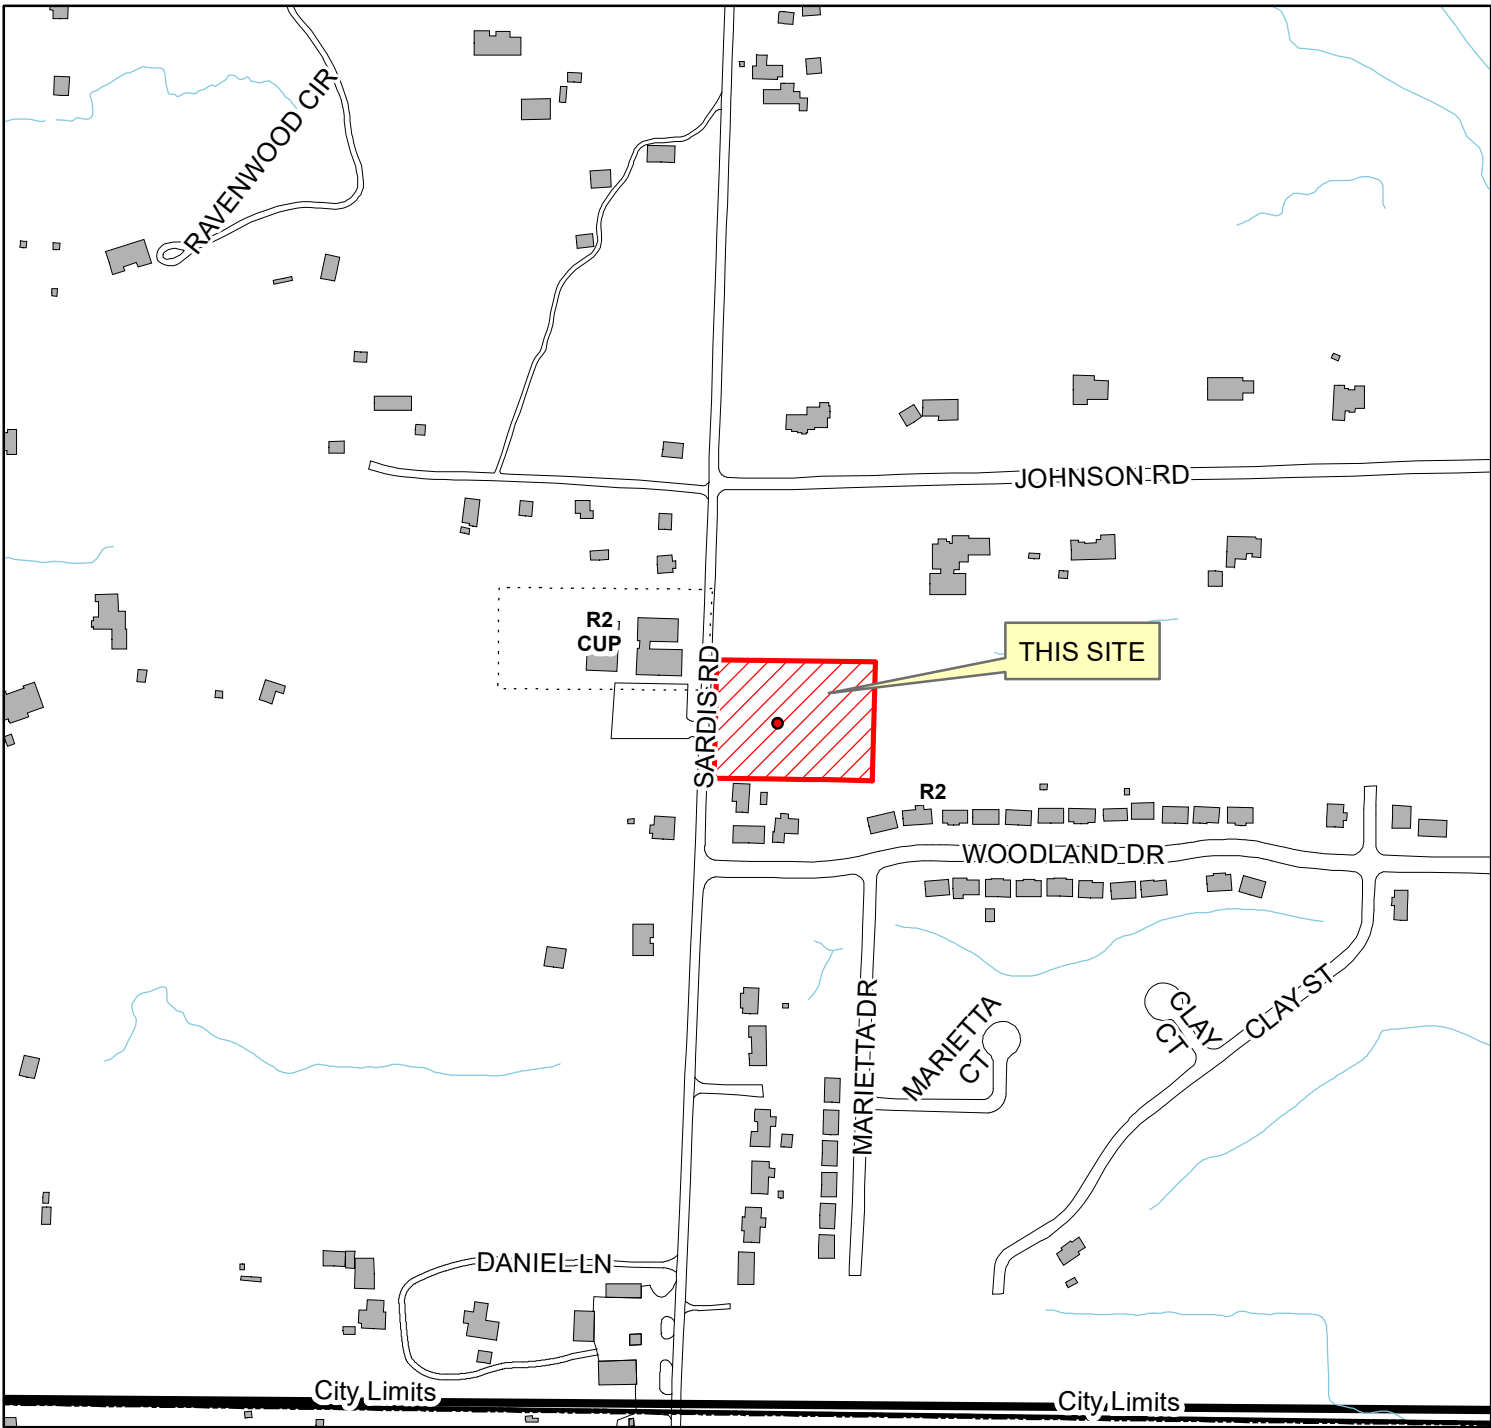 RAVENWOOD CIR
JOHNSON RD
R2
CUP
THIS SITE
SARDIS RD
R2
WOODLAND DR
MARIETTA DR
MARIETTA
CT
CLAY
CT
CLAY ST
DANIEL LN
City Limits
City Limits